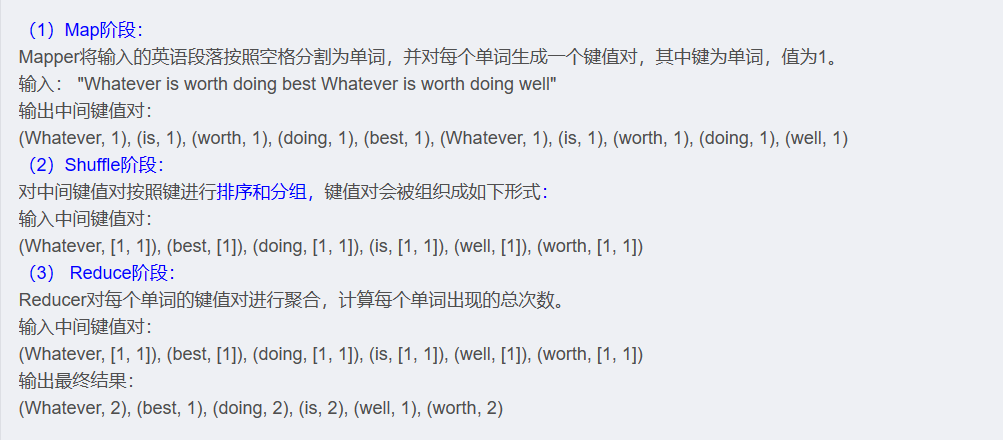 （1）Map阶段：
Mapper将输入的英语段落按照空格分割为单词，并对每个单词生成一个键值对，其中键为单词，值为1。
输入： "Whatever is worth doing best Whatever is worth doing well"
输出中间键值对：
(Whatever, 1), (is, 1), (worth, 1), (doing, 1), (best, 1), (Whatever, 1), (is, 1), (worth, 1), (doing, 1), (well, 1)
（2）Shuffle阶段：
对中间键值对按照键进行排序和分组，键值对会被组织成如下形式：
输入中间键值对：
(Whatever, [1, 1]), (best, [1]), (doing, [1, 1]), (is, [1, 1]), (well, [1]), (worth, [1, 1])
（3） Reduce阶段：
Reducer对每个单词的键值对进行聚合，计算每个单词出现的总次数。
输入中间键值对：
(Whatever, [1, 1]), (best, [1]), (doing, [1, 1]), (is, [1, 1]), (well, [1]), (worth, [1, 1])
输出最终结果：
(Whatever, 2), (best, 1), (doing, 2), (is, 2), (well, 1), (worth, 2)